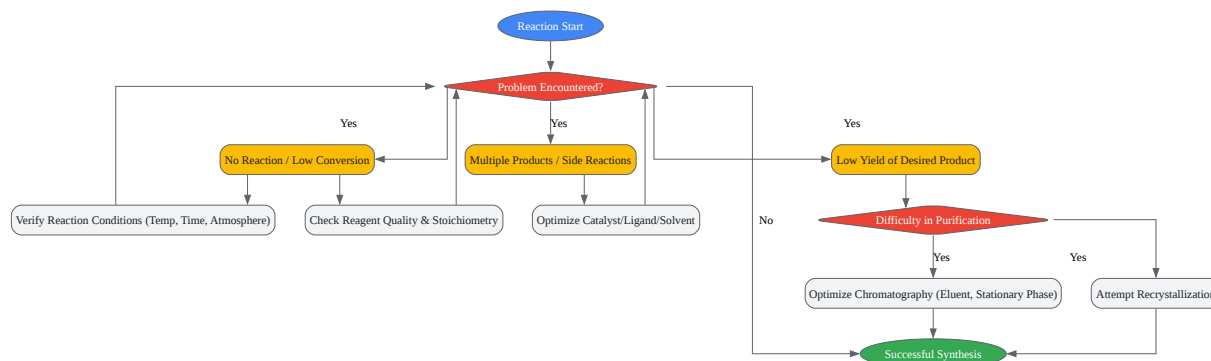 Reaction Start
Problem Encountered?
Yes
Yes
Yes
No Reaction / Low Conversion
Multiple Products / Side Reactions
Low Yield of Desired Product
Verify Reaction Conditions (Temp, Time, Atmosphere)
Check Reagent Quality & Stoichiometry
Optimize Catalyst/Ligand/Solvent
No
Difficulty in Purification
Yes
Yes
Optimize Chromatography (Eluent, Stationary Phase)
Attempt Recrystallization
Successful Synthesis